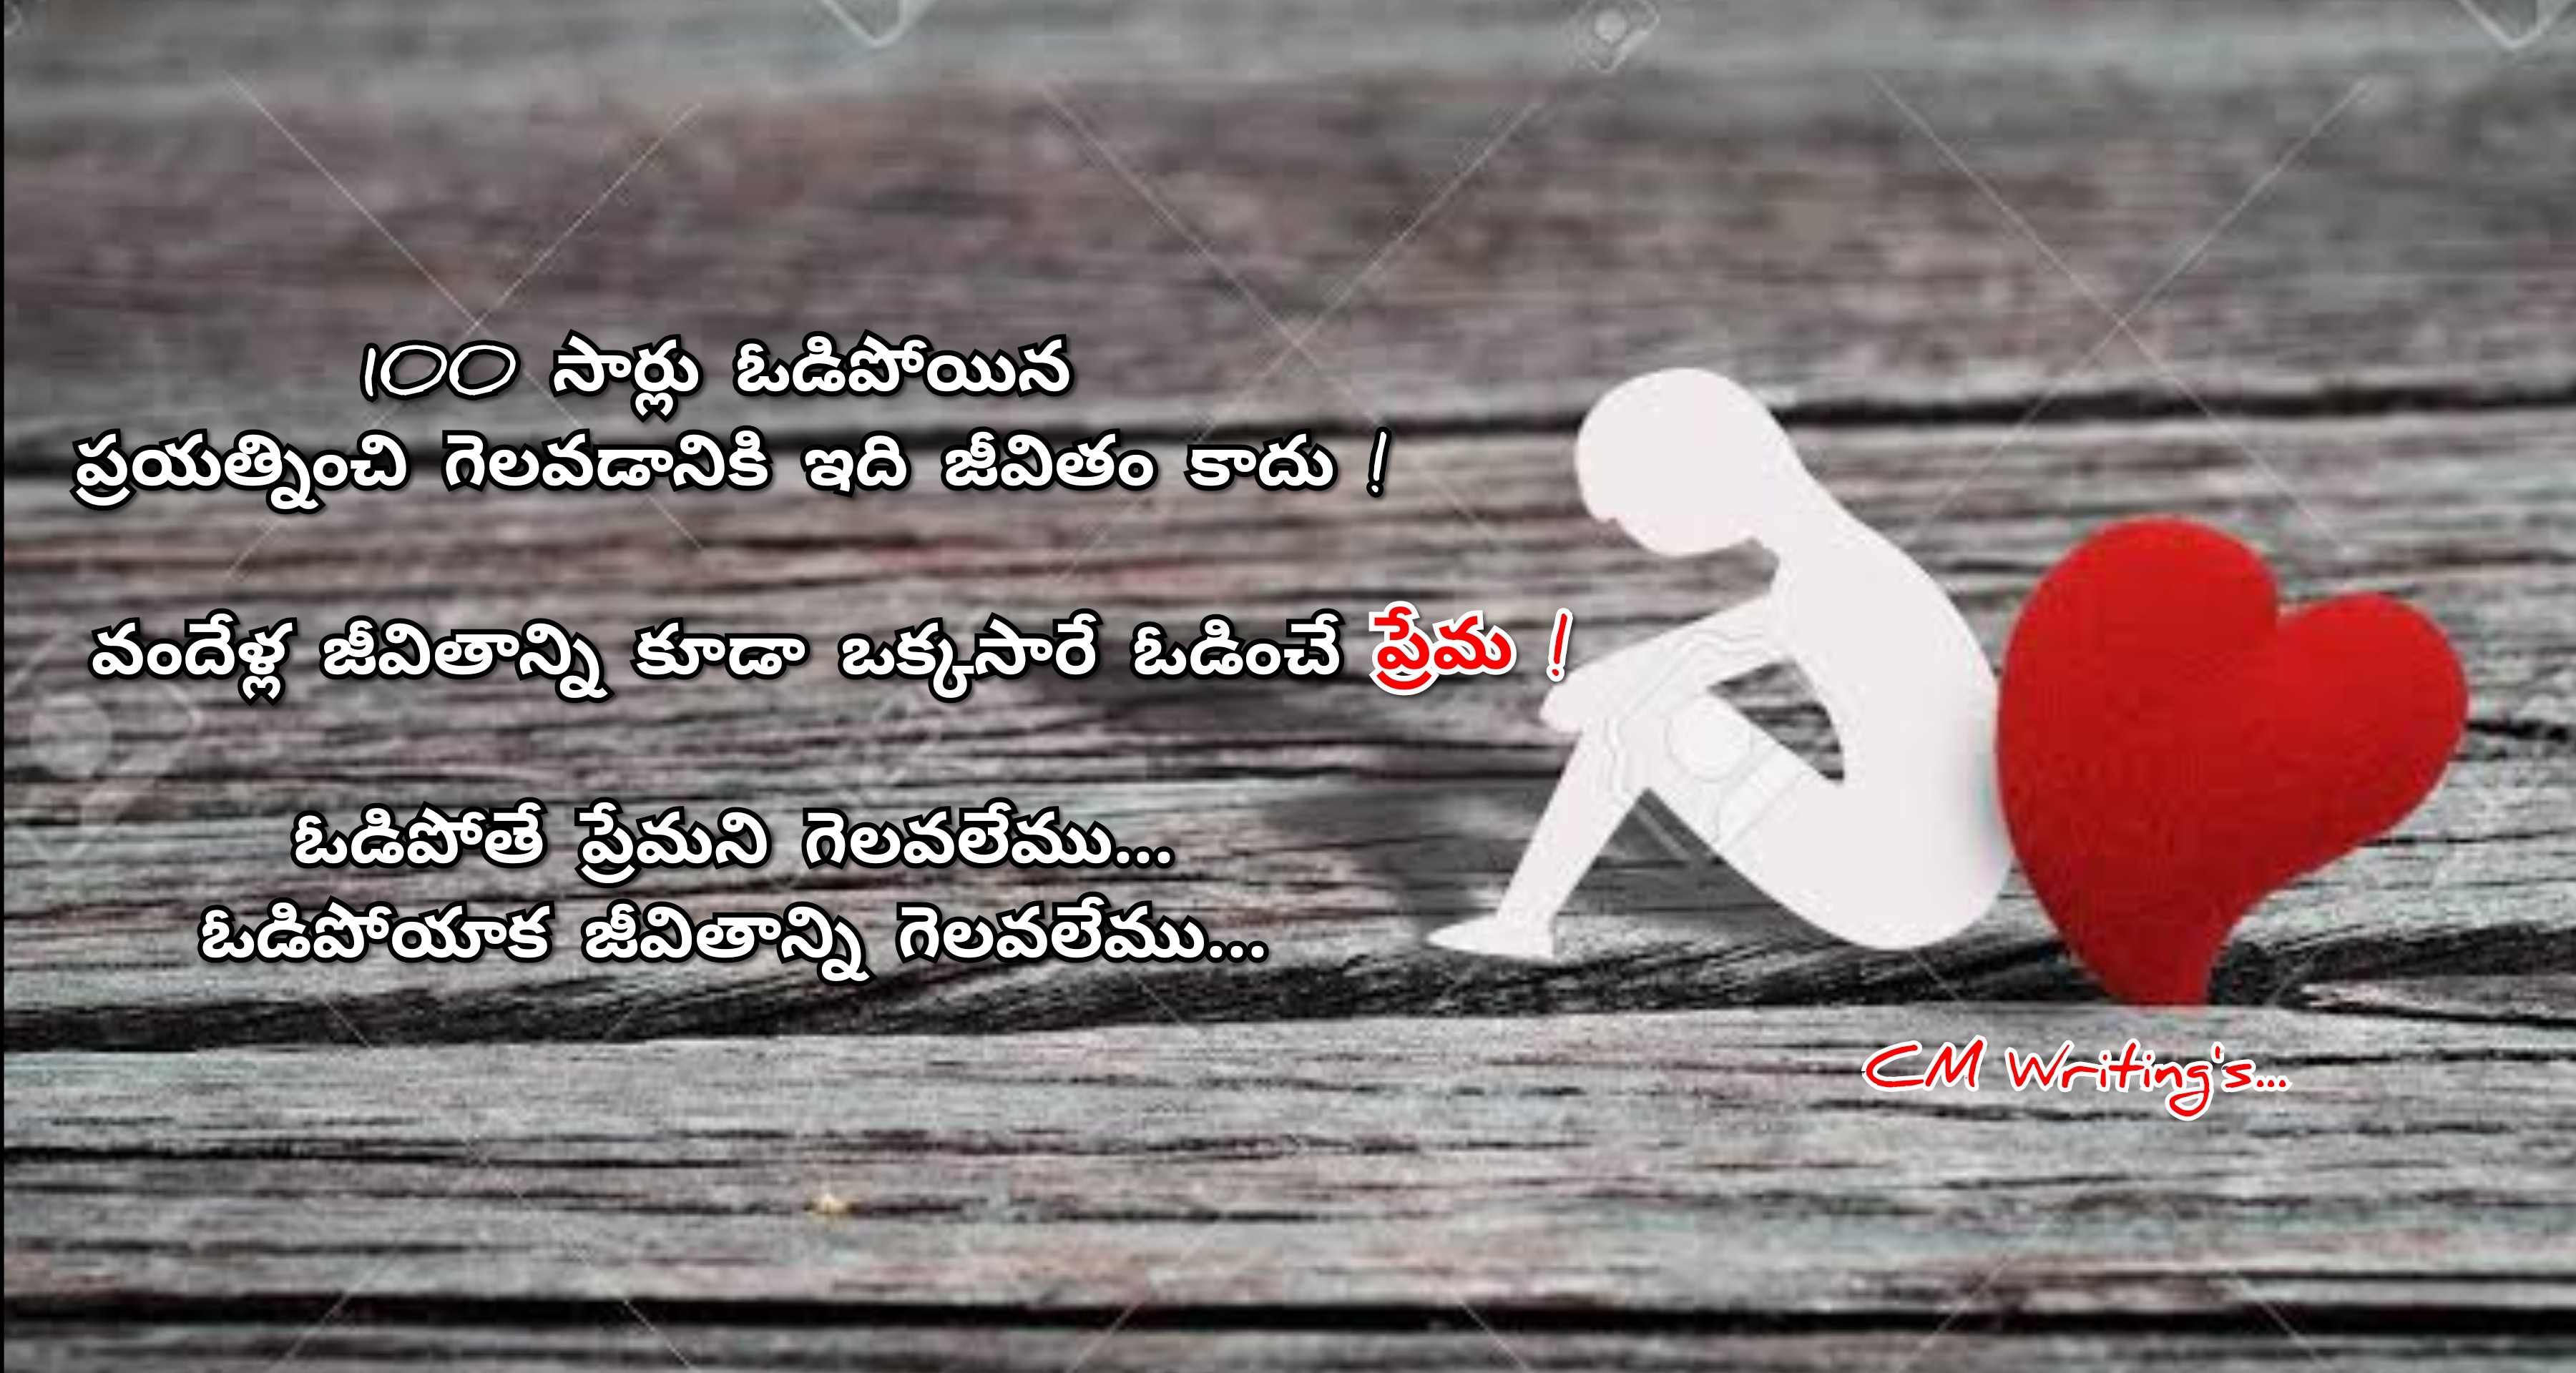 100 సార్లు ఓడిపోయిన
ప్రయత్నించి గెలవడానికి ఇది జీవితం కాదు !
వందేళ్ల జీవితాన్ని కూడా ఒక్కసారే ఓడించే ప్రేమ !
ఓడిపోతే ప్రేమని గెలవలేము...
ఓడిపోయాక జీవితాన్ని గెలవలేము...
CM Writing's...